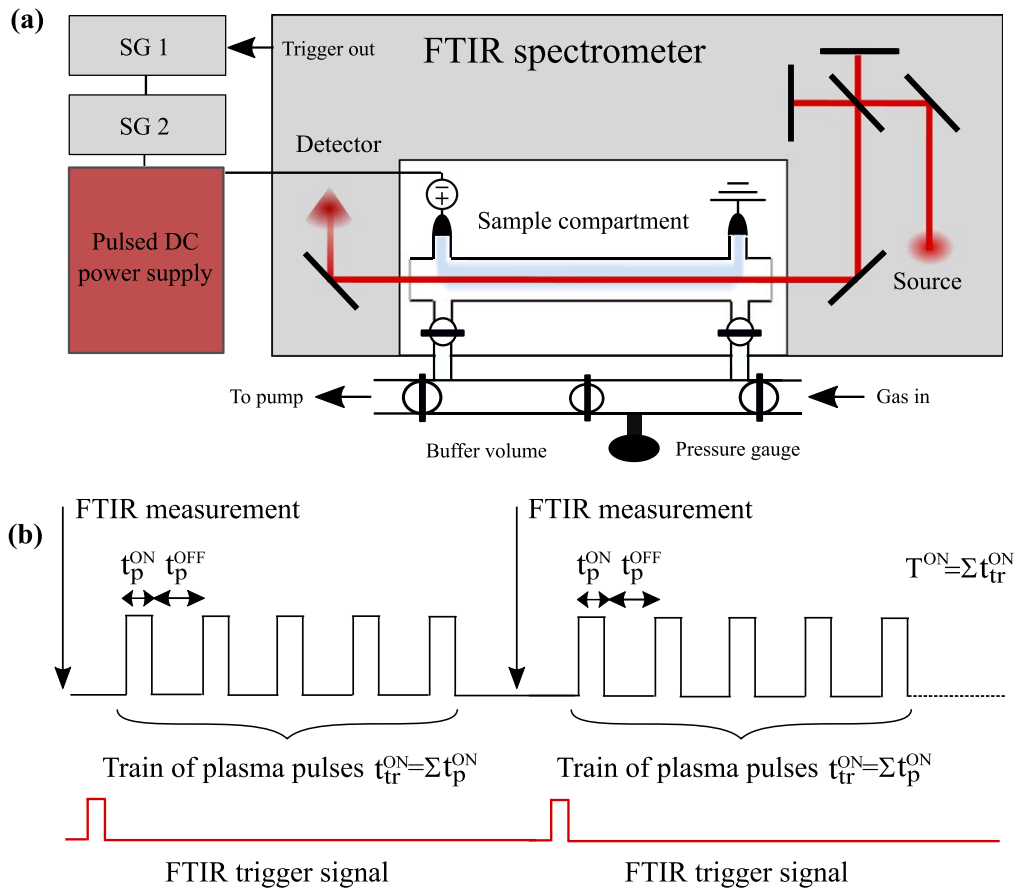 (a)
SG 1
Trigger out
FTIR spectrometer
SG 2
Detector
Sample compartment
Pulsed DC
power supply
Source
To pump
Gas in
Buffer volume
Pressure gauge
(b)
FTIR measurement
FTIR measurement
t_p^ON t_p^OFF
t_p^ON t_p^OFF
T^ON=Σt_tr^ON
Train of plasma pulses t_tr^ON=Σt_p^ON
Train of plasma pulses t_tr^ON=Σt_p^ON
FTIR trigger signal
FTIR trigger signal